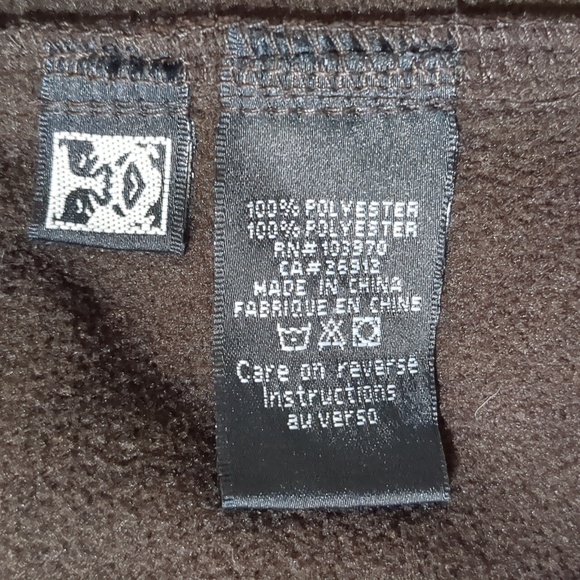 100% POLYESTER
100% POLYESTER
RN#103970
CA#26912
MADE IN CHINA
FABRIQUE EN CHINE
Care on reverse
Instructions
au verso